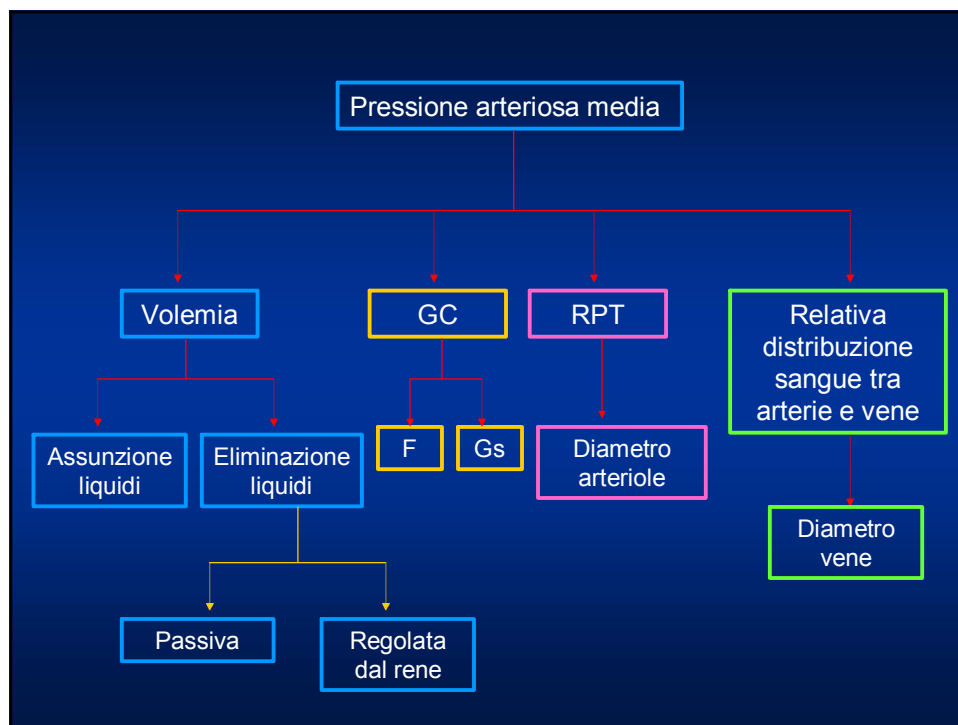 Pressione arteriosa media
Volemia
GC
RPT
Relativa
distribuzione
sangue tra
arterie e vene
Assunzione
liquidi
Eliminazione
liquidi
F
Gs
Diametro
arteriole
Diametro
vene
Passiva
Regolata
dal rene